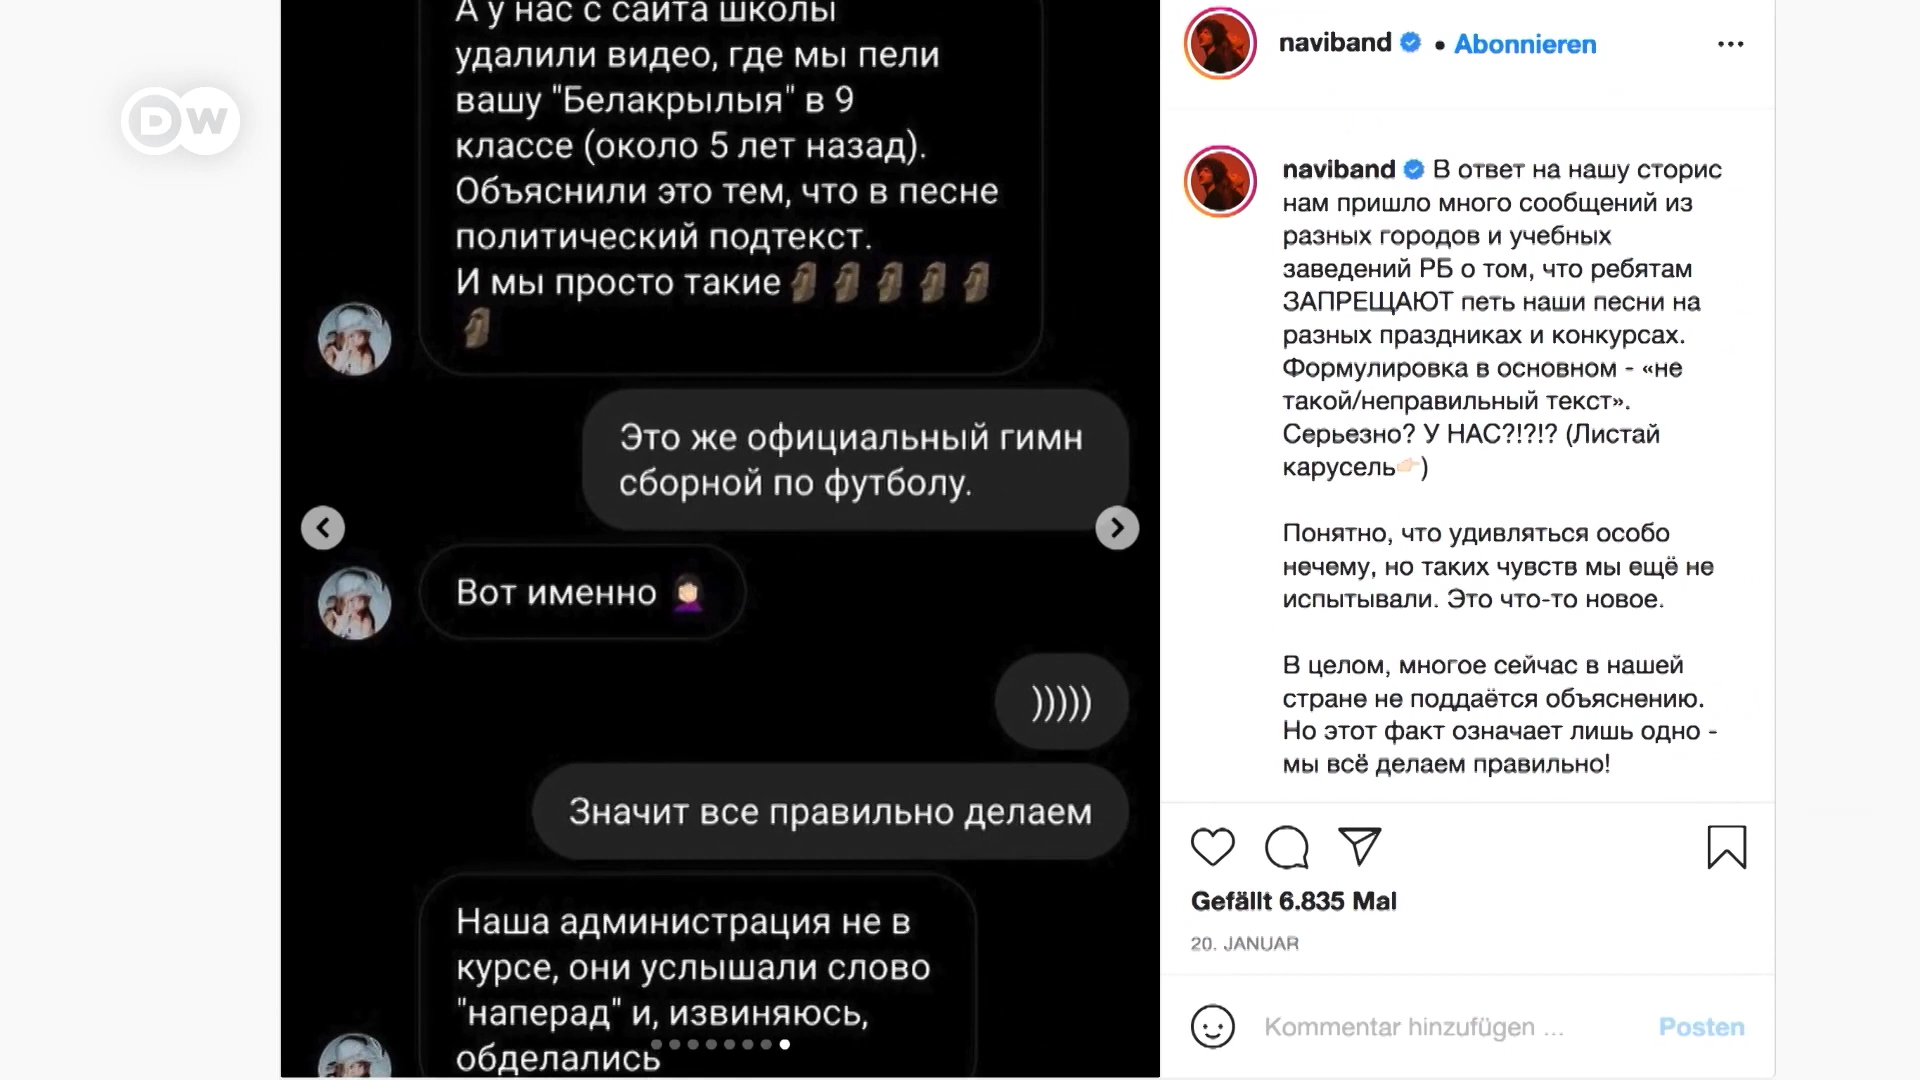 DW
А у нас с сайта школы
удалили видео, где мы пели
вашу "Белакрылыя" в 9
классе (около 5 лет назад).
Объяснили это тем, что в песне
политический подтекст.
И мы просто такие🗿🗿🗿🗿🗿
🗿
Это же официальный гимн
сборной по футболу.
Вот именно 🤦🏻‍♀️
)))))
Значит все правильно делаем
Наша администрация не в
курсе, они услышали слово
"наперад" и, извиняюсь,
обделались
naviband • Abonnieren
naviband В ответ на нашу сторис
нам пришло много сообщений из
разных городов и учебных
заведений РБ о том, что ребятам
ЗАПРЕЩАЮТ петь наши песни на
разных праздниках и конкурсах.
Формулировка в основном - «не
такой/неправильный текст».
Серьезно? У НАС?!?!? (Листай
карусель👉🏻)
Понятно, что удивляться особо
нечему, но таких чувств мы ещё не
испытывали. Это что-то новое.
В целом, многое сейчас в нашей
стране не поддаётся объяснению.
Но этот факт означает лишь одно -
мы всё делаем правильно!
Gefällt 6.835 Mal
20. JANUAR
Kommentar hinzufügen ... Posten